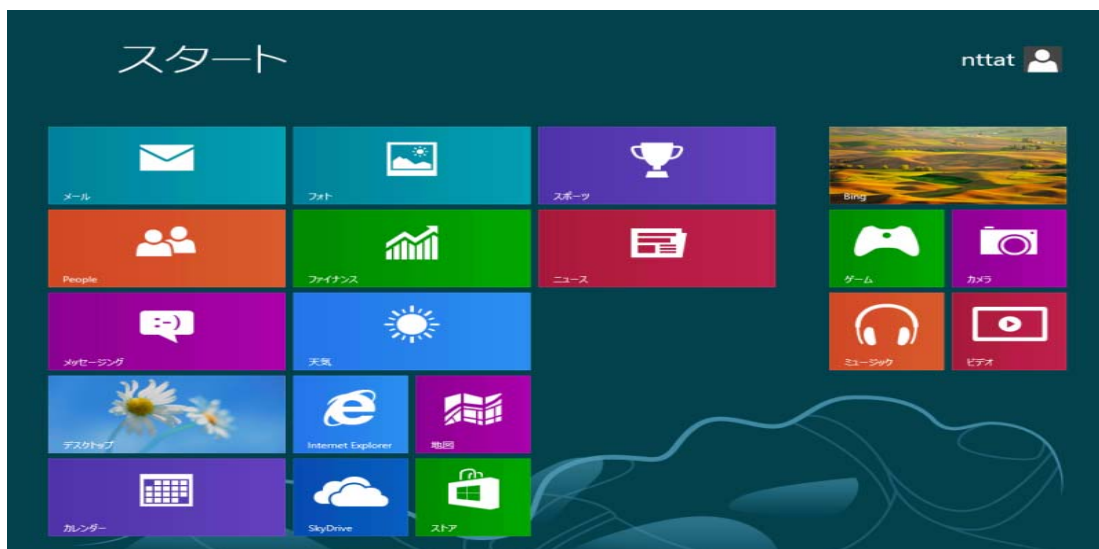 スタート
nttat
メール
フォト
スポーツ
Bing
People
ファイナンス
ニュース
ゲーム
カメラ
メッセージング
:-)
天気
ミュージック
ビデオ
デスクトップ
Internet Explorer
地図
カレンダー
SkyDrive
ストア